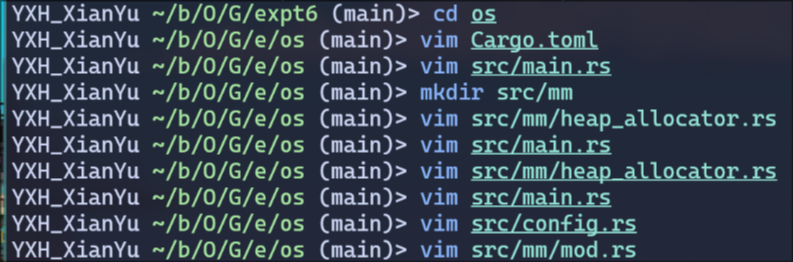 YXH_XianYu ~/b/O/G/expt6 (main)> cd os
YXH_XianYu ~/b/O/G/e/os (main)> vim Cargo.toml
YXH_XianYu ~/b/O/G/e/os (main)> vim src/main.rs
YXH_XianYu ~/b/O/G/e/os (main)> mkdir src/mm
YXH_XianYu ~/b/O/G/e/os (main)> vim src/mm/heap_allocator.rs
YXH_XianYu ~/b/O/G/e/os (main)> vim src/main.rs
YXH_XianYu ~/b/O/G/e/os (main)> vim src/mm/heap_allocator.rs
YXH_XianYu ~/b/O/G/e/os (main)> vim src/main.rs
YXH_XianYu ~/b/O/G/e/os (main)> vim src/config.rs
YXH_XianYu ~/b/O/G/e/os (main)> vim src/mm/mod.rs